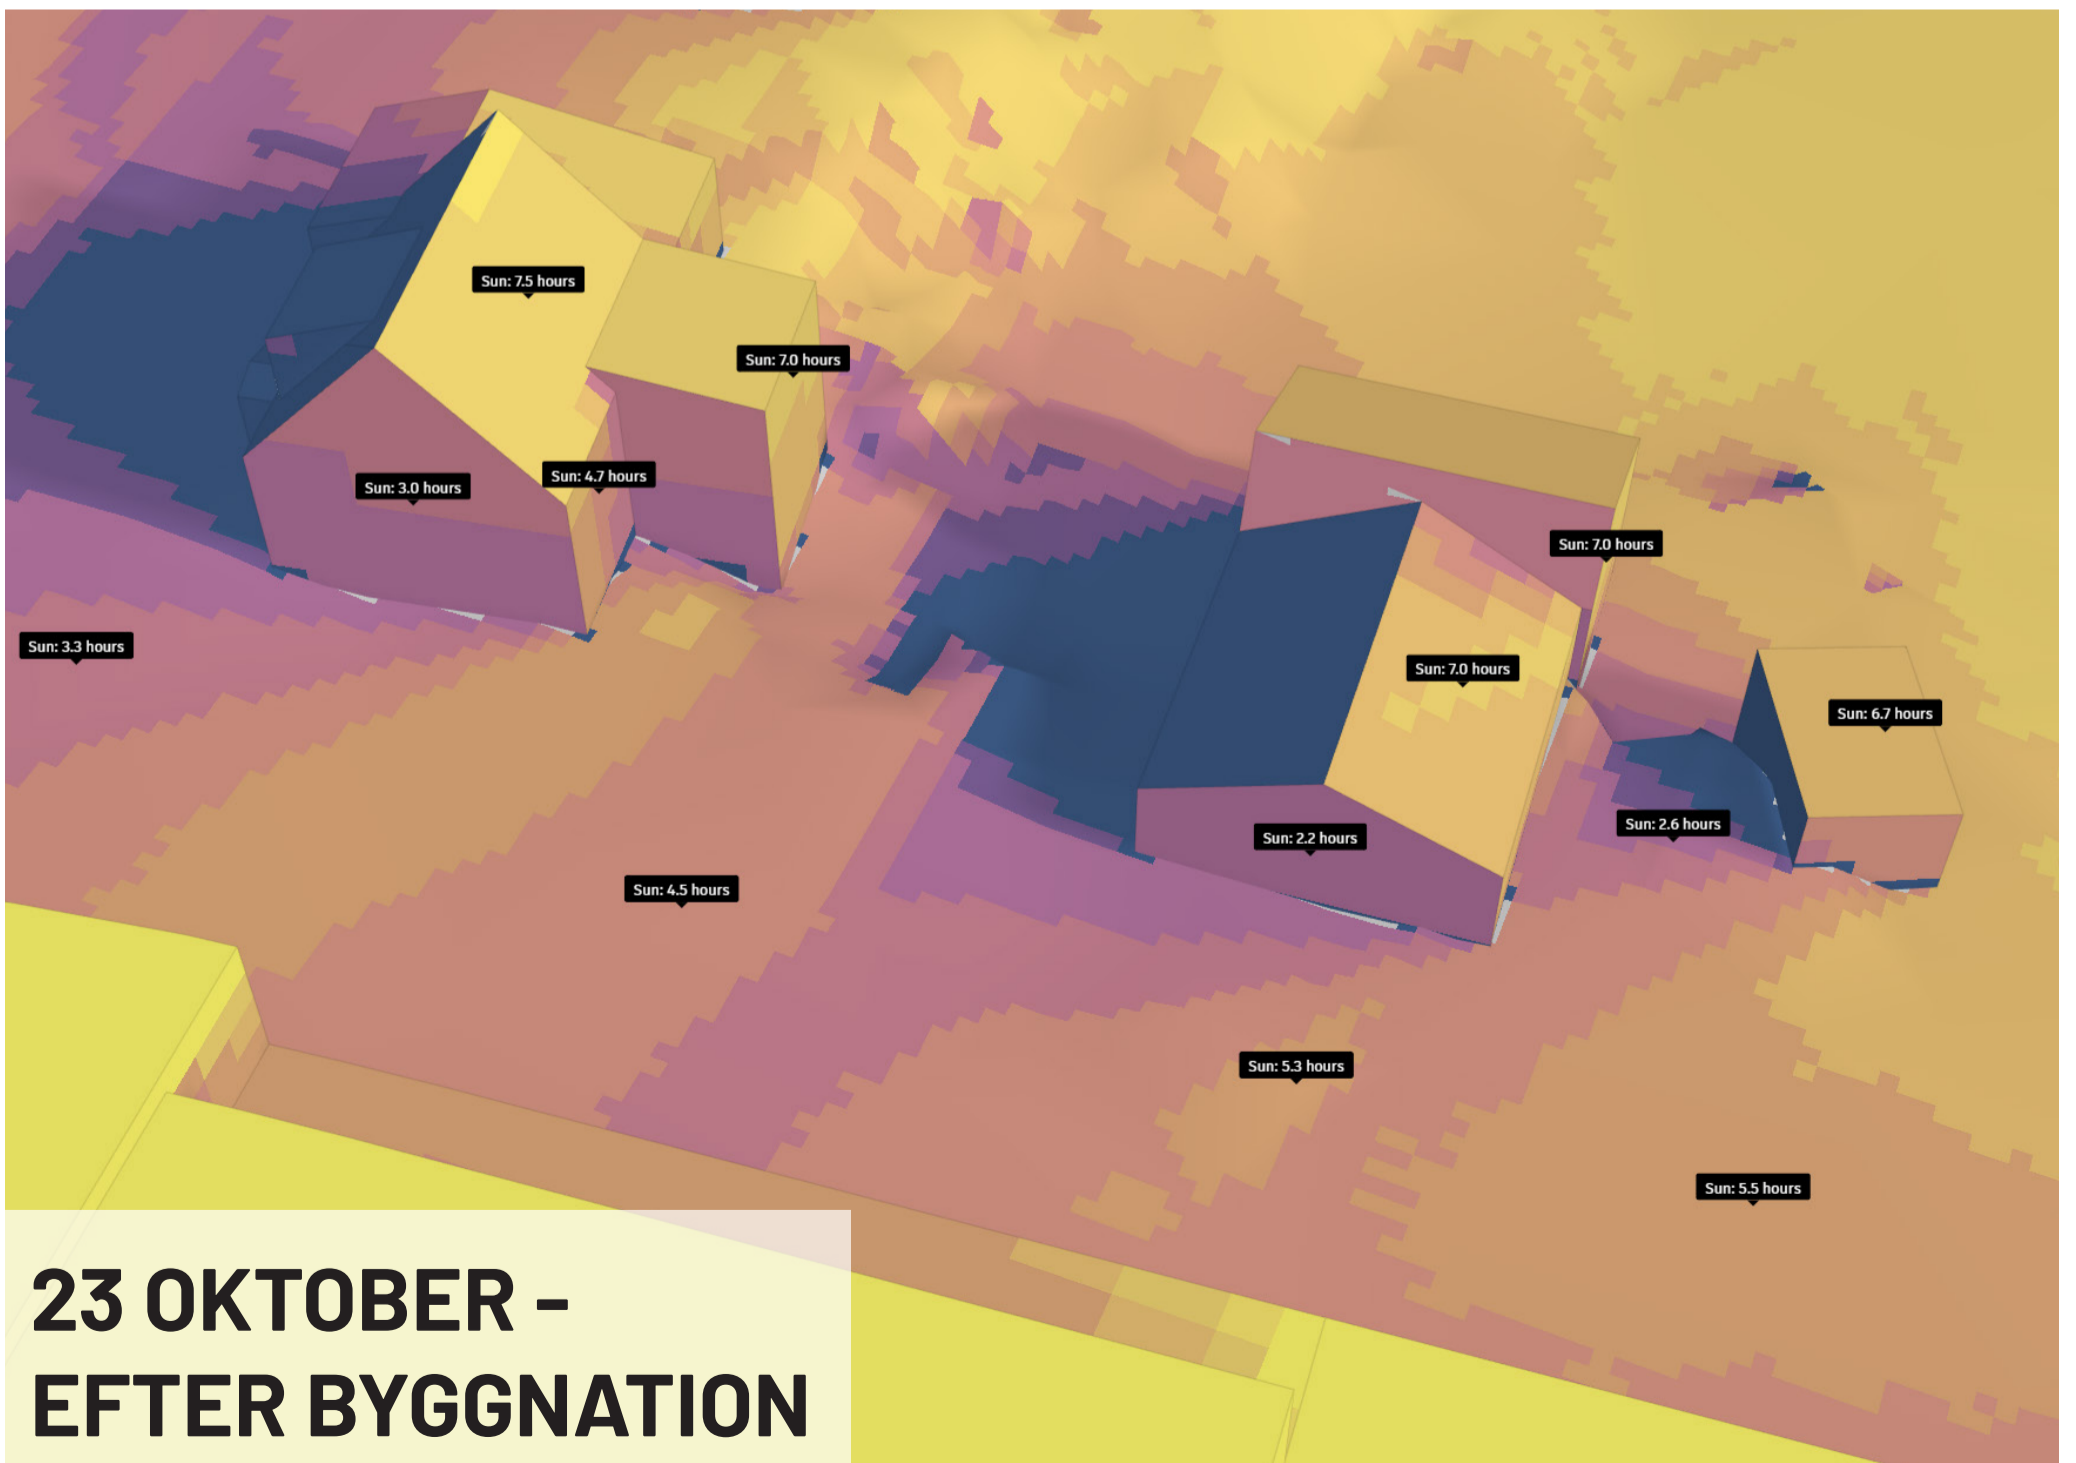 Sun: 7.5 hours
Sun: 7.0 hours
Sun: 4.7 hours
Sun: 3.0 hours
Sun: 7.0 hours
Sun: 3.3 hours
Sun: 7.0 hours
Sun: 6.7 hours
Sun: 2.6 hours
Sun: 2.2 hours
Sun: 4.5 hours
Sun: 5.3 hours
Sun: 5.5 hours
23 OKTOBER -
EFTER BYGGNATION